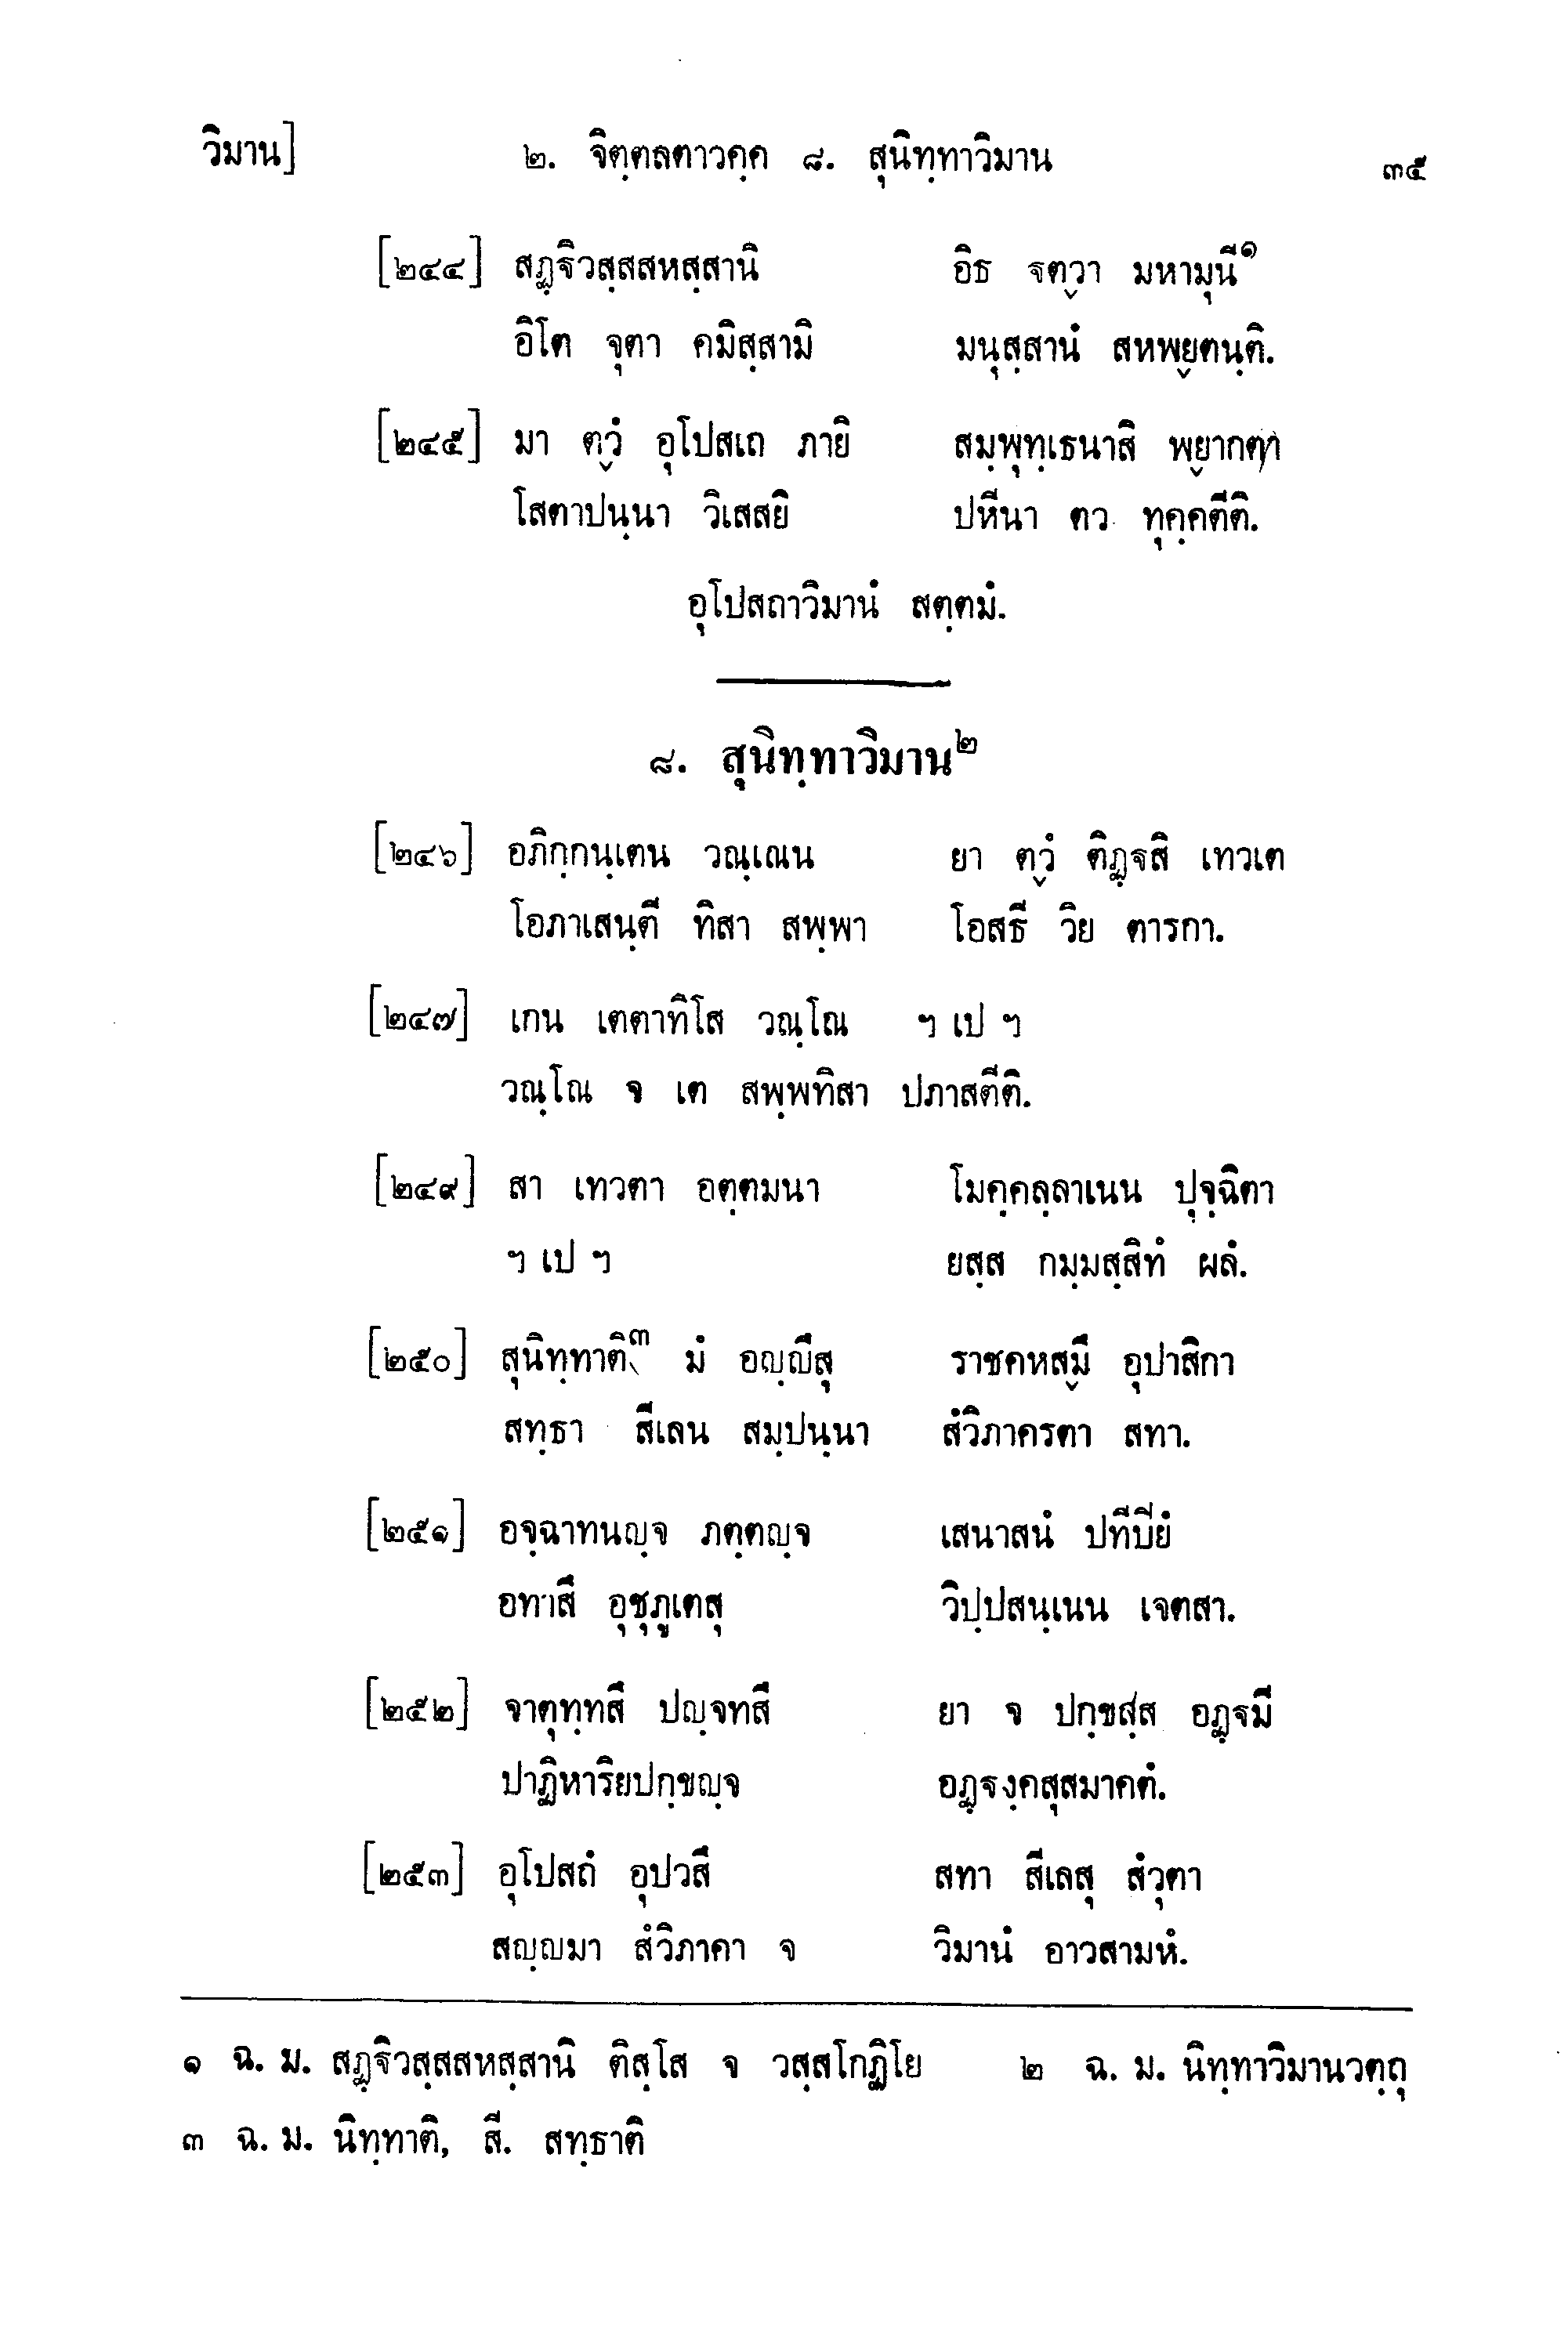 วิมาน] ๒. จิตฺตลตาวคฺค ๘. สุนิทฺทาวิมาน ๓๕
[๒๔๔] สฏฺฐิวสฺสสหสฺสานิ อิธ ฐตฺวา มหามุนี๑
อิโต จุตา คมิสฺสามิ มนุสฺสานํ สหพฺยตนฺติ.
[๒๔๕] มา ตฺวํ อุโปสเถ ภายิ สมฺพุทฺเธนาสิ พฺยากตา
โสตาปนฺนา วิเสสยิ ปหีนา ตว ทุคฺคตีติ.
อุโปสถาวิมานํ สตฺตมํ.
๘. สุนิทฺทาวิมาน๒
[๒๔๖] อภิกฺกนฺเตน วณฺเณน ยา ตฺวํ ติฏฺฐสิ เทวเต
โอภาเสนฺตี ทิสา สพฺพา โอสธี วิย ตารกา.
[๒๔๗] เกน เตตาทิโส วณฺโณ ฯ เป ฯ
วณฺโณ จ เต สพฺพทิสา ปภาสตีติ.
[๒๔๙] สา เทวตา อตฺตมนา โมคฺคลฺลาเนน ปุจฺฉิตา
ฯ เป ฯ ยสฺส กมฺมสฺสิทํ ผลํ.
[๒๕๐] สุนิทฺทาติ๓ มํ อญฺญึสุ ราชคหสฺมึ อุปาสิกา
สทฺธา สีเลน สมฺปนฺนา สํวิภาครตา สทา.
[๒๕๑] อจฺฉาทนญฺจ ภตฺตญฺจ เสนาสนํ ปทีปิยํ
อทาสึ อุชุภูเตสุ วิปฺปสนฺเนน เจตสา.
[๒๕๒] จาตุทฺทสึ ปญฺจทสึ ยา จ ปกฺขสฺส อฏฺฐมี
ปาฏิหาริยปกฺขญฺจ อฏฺฐงฺคสุสมาคตํ.
[๒๕๓] อุโปสถํ อุปวสึ สทา สีเลสุ สํวุตา
สญฺญมา สํวิภาคา จ วิมานํ อาวสามหํ.
๑ ฉ. ม. สฏฺฐิวสฺสสหสฺสานิ ติสฺโส จ วสฺสโกฏิโย ๒ ฉ. ม. นิทฺทาวิมานวตฺถุ
๓ ฉ. ม. นิทฺทาติ, สี. สทฺธาติ